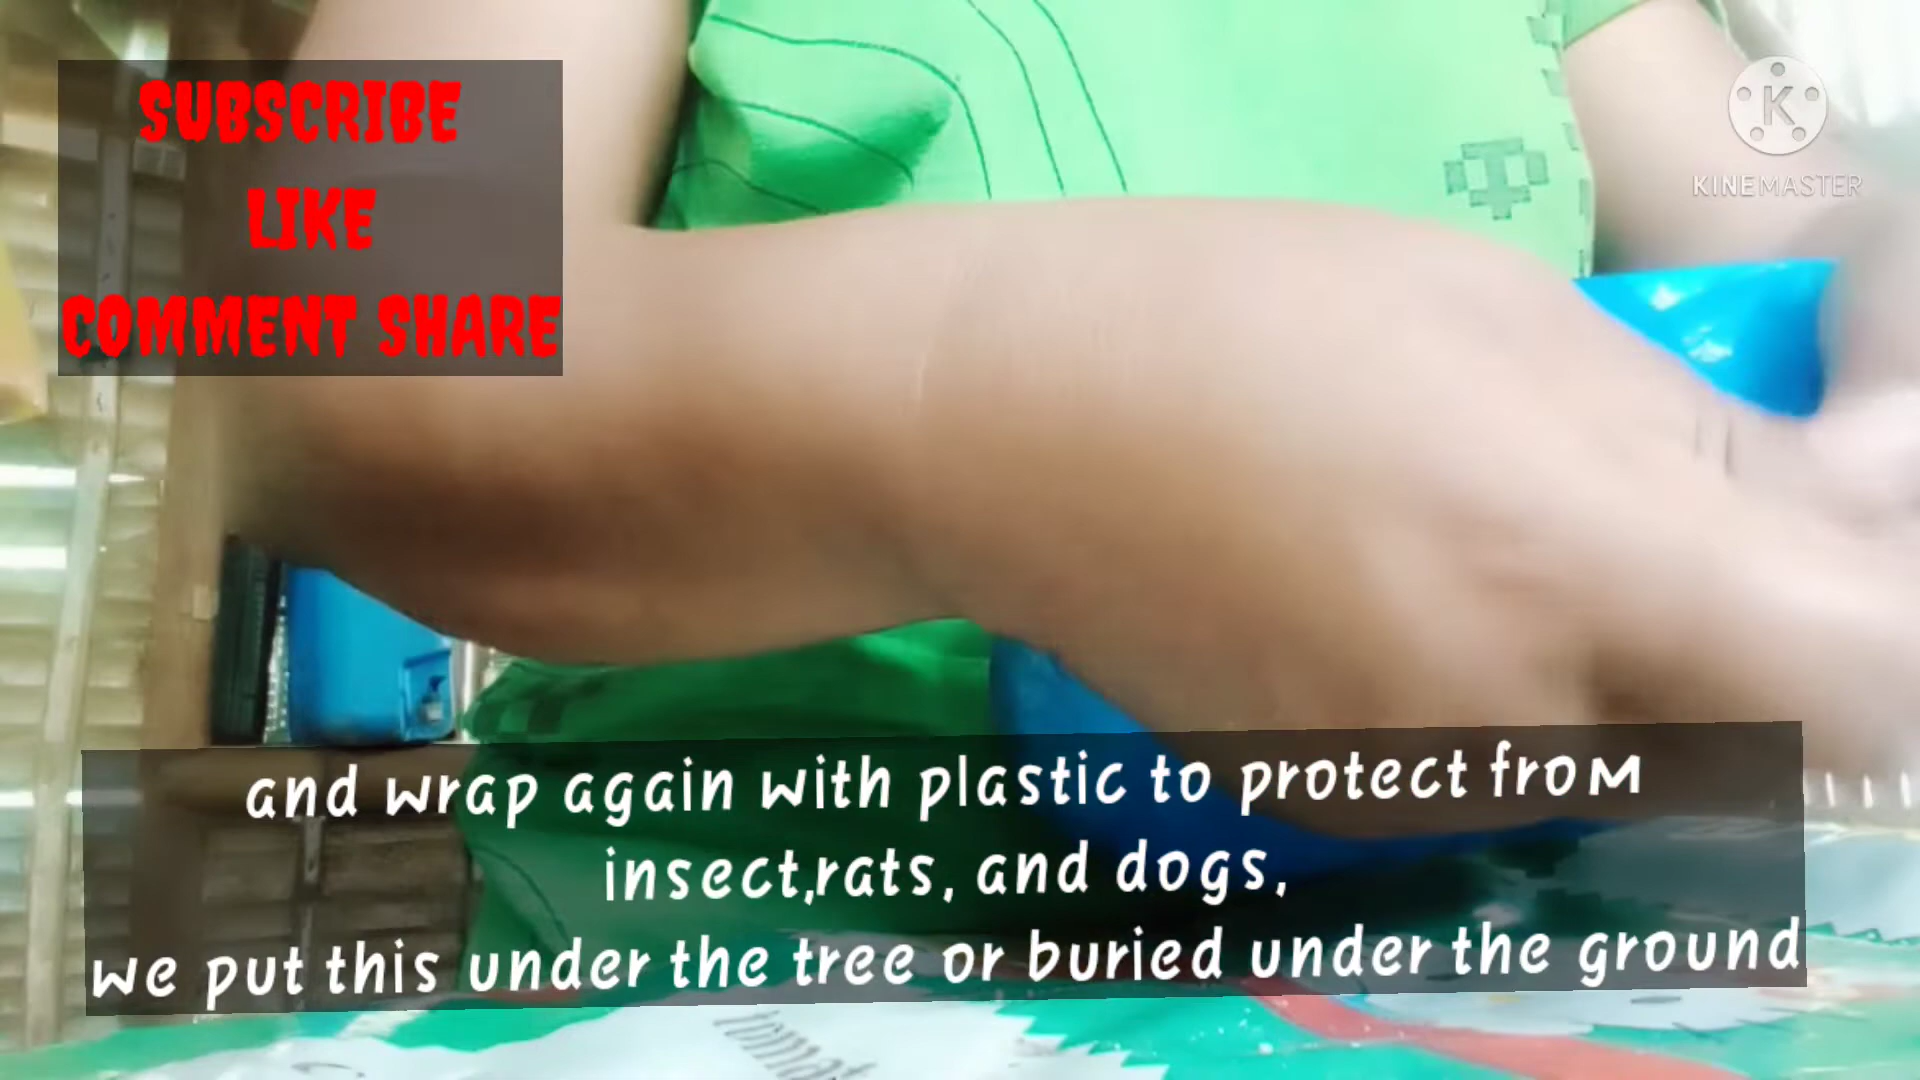 SUBSCRIBE
LIKE
COMMENT SHARE
K
KINEMASTER
and wrap again with plastic to protect from
insect,rats, and dogs,
we put this under the tree or buried under the ground